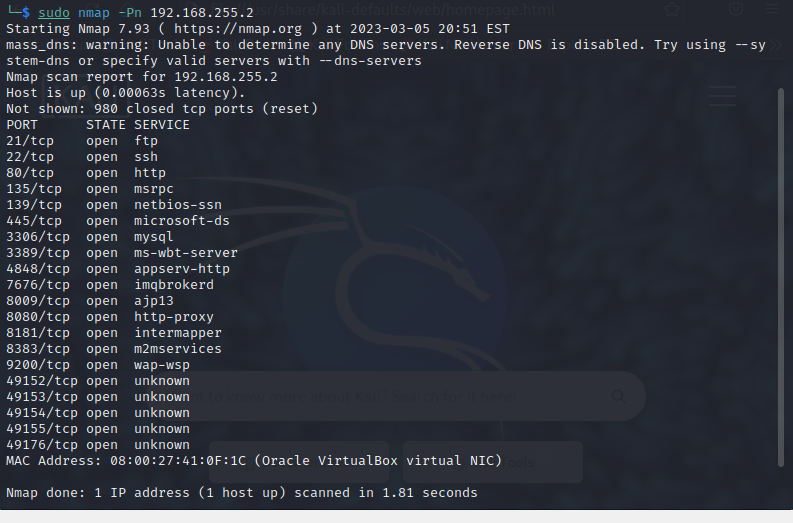 └─$ sudo nmap -Pn 192.168.255.2
Starting Nmap 7.93 ( https://nmap.org ) at 2023-03-05 20:51 EST
mass_dns: warning: Unable to determine any DNS servers. Reverse DNS is disabled. Try using --sy
stem-dns or specify valid servers with --dns-servers
Nmap scan report for 192.168.255.2
Host is up (0.00063s latency).
Not shown: 980 closed tcp ports (reset)
PORT      STATE SERVICE
21/tcp    open  ftp
22/tcp    open  ssh
80/tcp    open  http
135/tcp   open  msrpc
139/tcp   open  netbios-ssn
445/tcp   open  microsoft-ds
3306/tcp  open  mysql
3389/tcp  open  ms-wbt-server
4848/tcp  open  appserv-http
7676/tcp  open  imqbrokerd
8009/tcp  open  ajp13
8080/tcp  open  http-proxy
8181/tcp  open  intermapper
8383/tcp  open  m2mservices
9200/tcp  open  wap-wsp
49152/tcp open  unknown
49153/tcp open  unknown
49154/tcp open  unknown
49155/tcp open  unknown
49176/tcp open  unknown
MAC Address: 08:00:27:41:0F:1C (Oracle VirtualBox virtual NIC)
Nmap done: 1 IP address (1 host up) scanned in 1.81 seconds